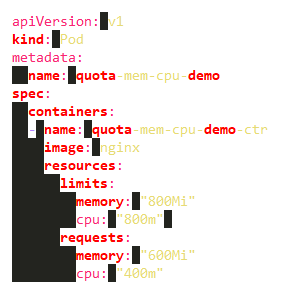 apiVersion: v1
kind: Pod
metadata:
  name: quota-mem-cpu-demo
spec:
  containers:
  - name: quota-mem-cpu-demo-ctr
    image: nginx
    resources:
      limits:
        memory: "800Mi"
        cpu: "800m"
      requests:
        memory: "600Mi"
        cpu: "400m"